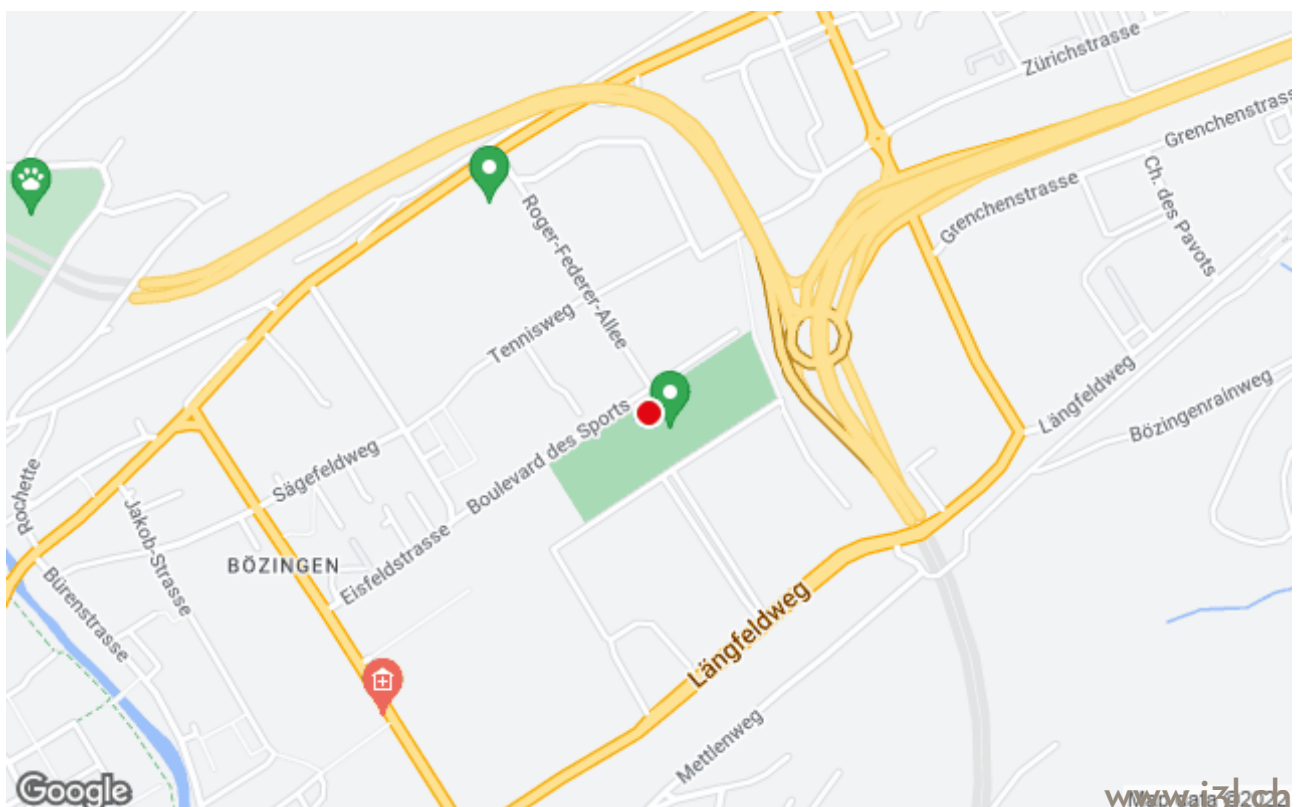 Zürichstrasse
Grenchenstrasse
Grenchenstrasse
Ch. des Pavots
Roger-Federer-Allee
Tennisweg
Längfeldweg
Bözingenrainweg
Boulevard des Sports
Sägefeldweg
Rochette
Jakob-Strasse
BÖZINGEN
Eisfeldstrasse
Bürenstrasse
Längfeldweg
Mettlenweg
Google